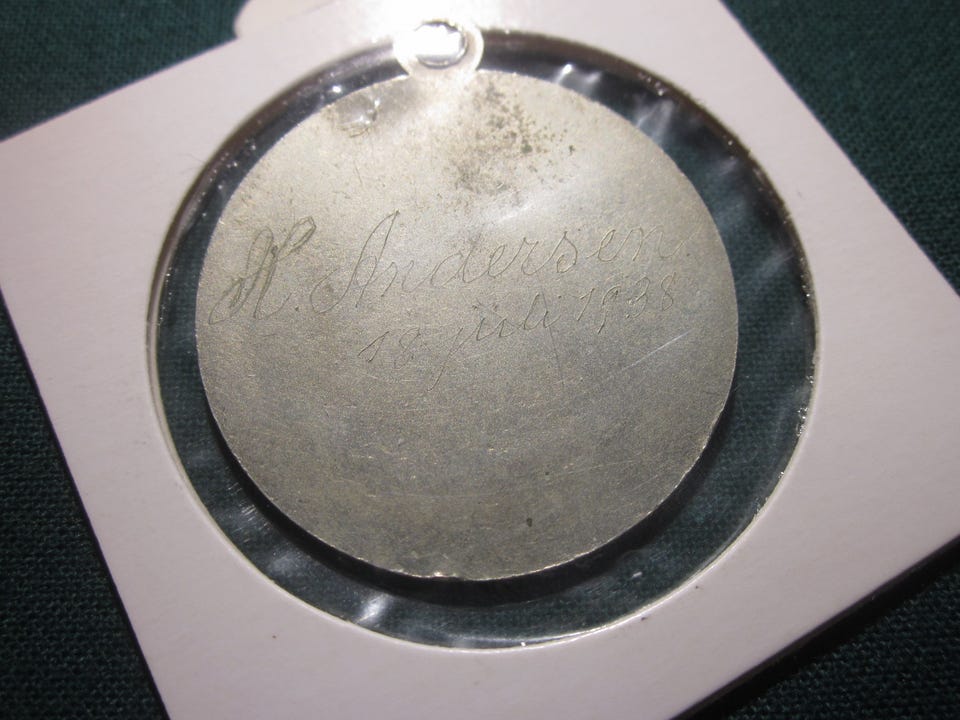 H. Andersen.
18 juli 1938